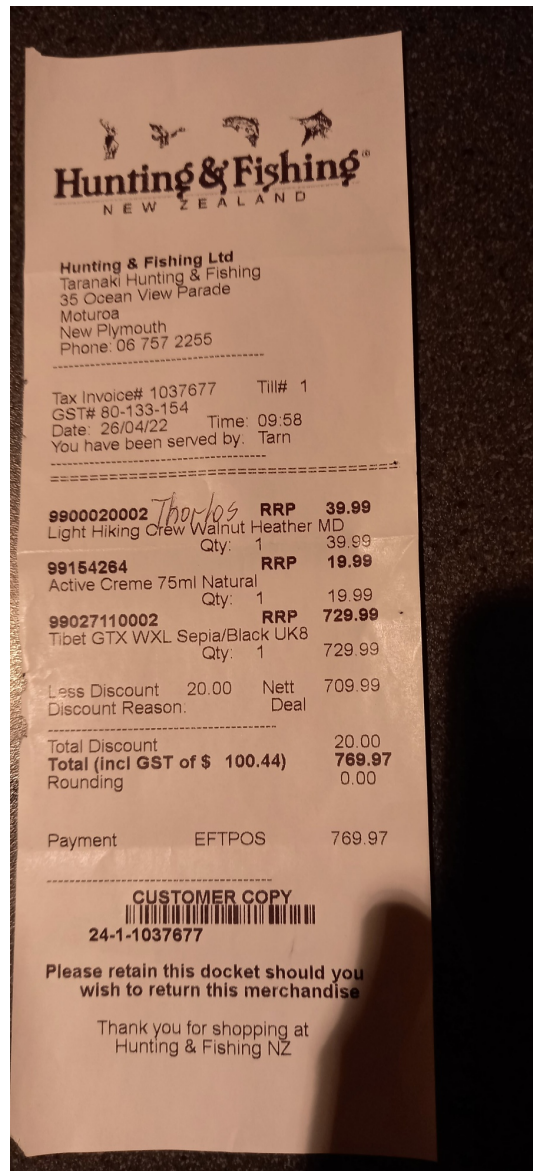 Hunting & Fishing®
NEW ZEALAND
Hunting & Fishing Ltd
Taranaki Hunting & Fishing
35 Ocean View Parade
Moturoa
New Plymouth
Phone: 06 757 2255
Tax Invoice# 1037677 Till# 1
GST# 80-133-154
Date: 26/04/22 Time: 09:58
You have been served by: Tarn
9900020002 Thorlos RRP 39.99
Light Hiking Crew Walnut Heather MD
Qty: 1 39.99
99154264 RRP 19.99
Active Creme 75ml Natural
Qty: 1 19.99
99027110002 RRP 729.99
Tibet GTX WXL Sepia/Black UK8
Qty: 1 729.99
Less Discount 20.00 Nett 709.99
Discount Reason: Deal
Total Discount 20.00
Total (incl GST of $ 100.44) 769.97
Rounding 0.00
Payment EFTPOS 769.97
CUSTOMER COPY
24-1-1037677
Please retain this docket should you
wish to return this merchandise
Thank you for shopping at
Hunting & Fishing NZ